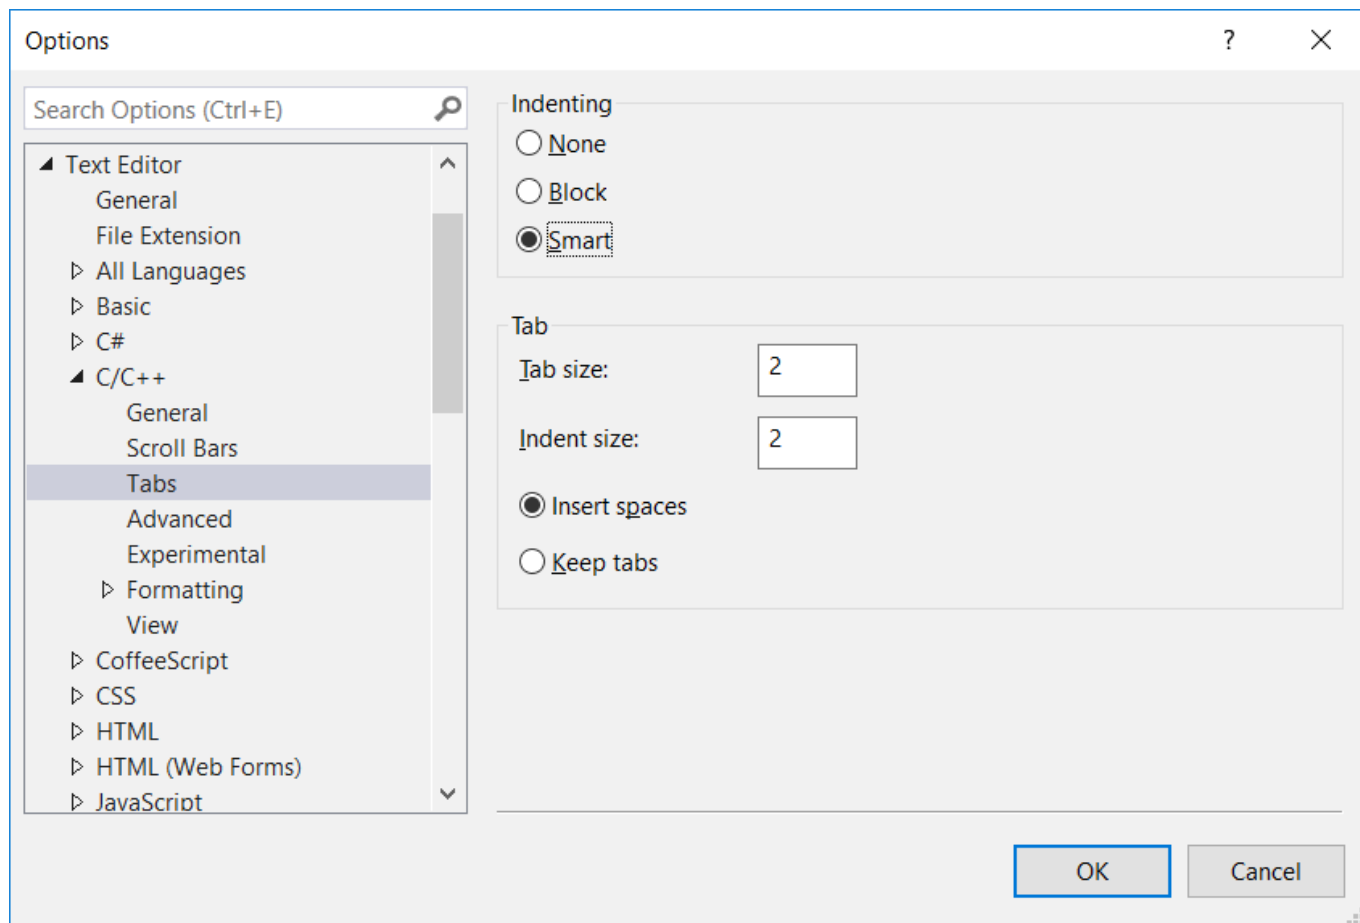 Options
?
Search Options (Ctrl+E)
Text Editor
General
File Extension
All Languages
Basic
C#
C/C++
General
Scroll Bars
Tabs
Advanced
Experimental
Formatting
View
CoffeeScript
CSS
HTML
HTML (Web Forms)
JavaScript
Indenting
None
Block
Smart
Tab
Tab size: 2
Indent size: 2
Insert spaces
Keep tabs
OK Cancel